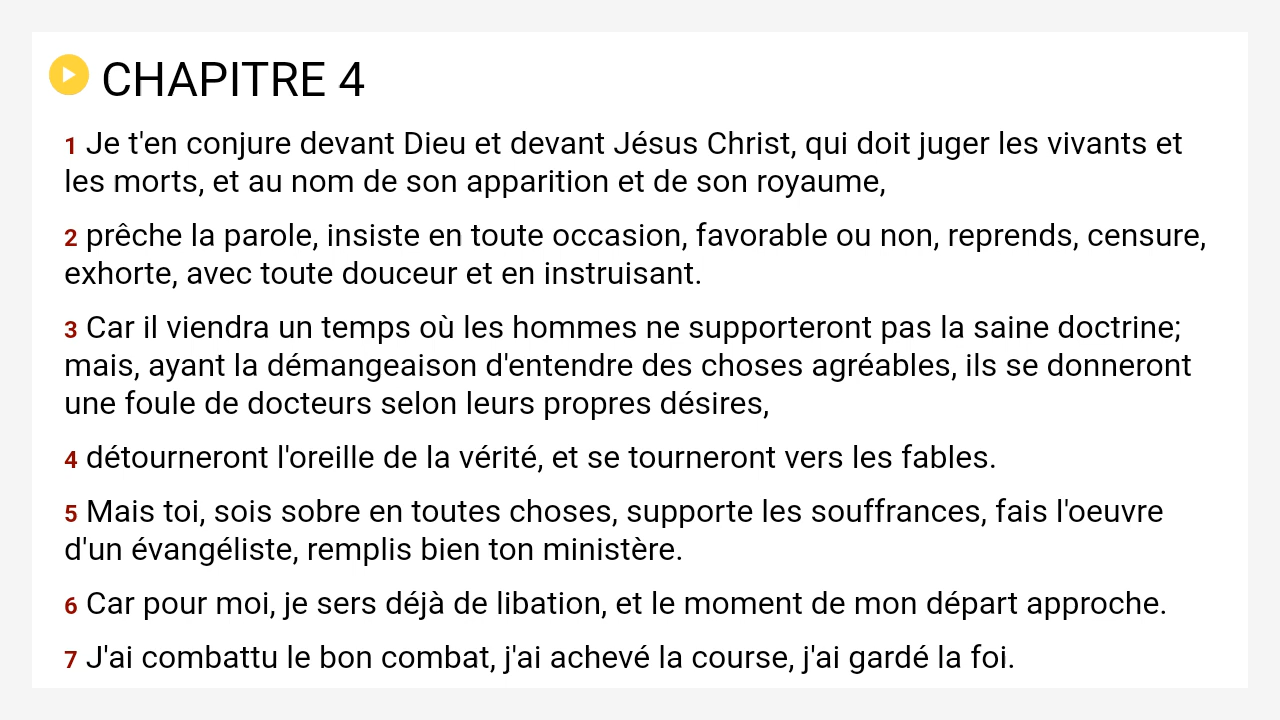 CHAPITRE 4
1 Je t'en conjure devant Dieu et devant Jésus Christ, qui doit juger les vivants et
les morts, et au nom de son apparition et de son royaume,
2 prêche la parole, insiste en toute occasion, favorable ou non, reprends, censure,
exhorte, avec toute douceur et en instruisant.
3 Car il viendra un temps où les hommes ne supporteront pas la saine doctrine;
mais, ayant la démangeaison d'entendre des choses agréables, ils se donneront
une foule de docteurs selon leurs propres désires,
4 détourneront l'oreille de la vérité, et se tourneront vers les fables.
5 Mais toi, sois sobre en toutes choses, supporte les souffrances, fais l'oeuvre
d'un évangéliste, remplis bien ton ministère.
6 Car pour moi, je sers déjà de libation, et le moment de mon départ approche.
7 J'ai combattu le bon combat, j'ai achevé la course, j'ai gardé la foi.